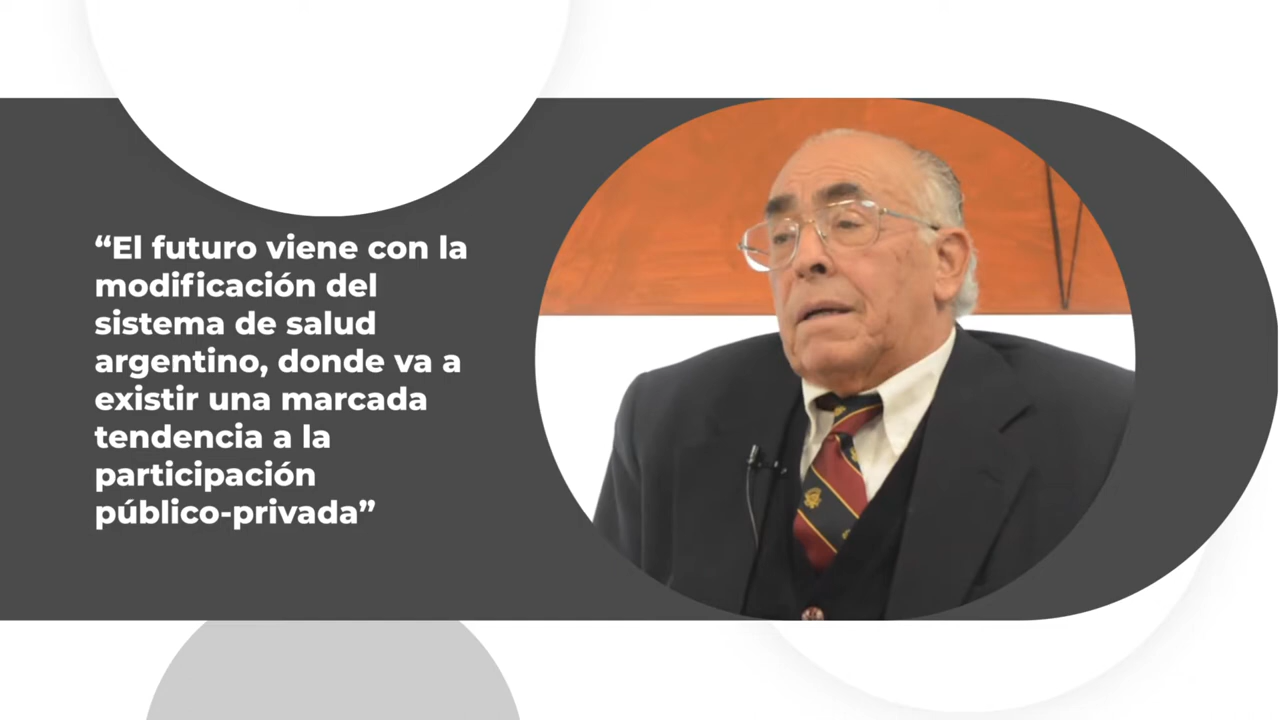 “El futuro viene con la
modificación del
sistema de salud
argentino, donde va a
existir una marcada
tendencia a la
participación
público-privada”